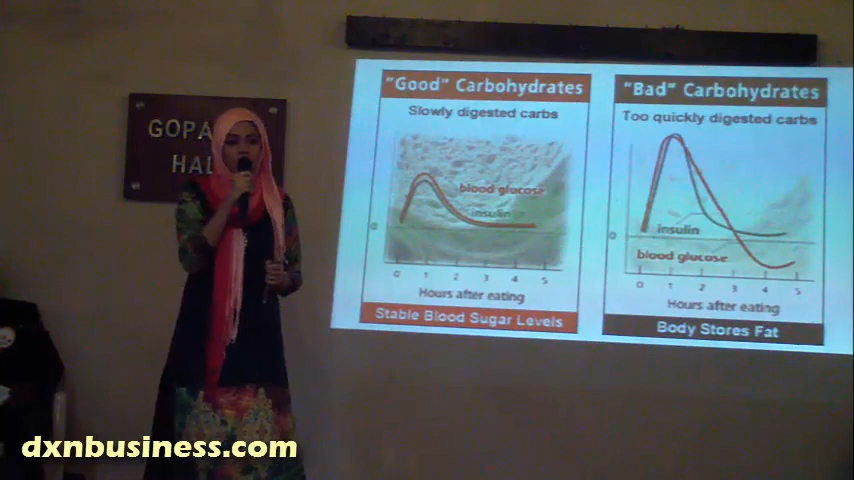 GOPA
HAL
"Good" Carbohydrates
Slowly digested carbs
blood glucose
insulin
0
0 1 2 3 4 5
Hours after eating
Stable Blood Sugar Levels
"Bad" Carbohydrates
Too quickly digested carbs
insulin
0
blood glucose
0 1 2 3 4 5
Hours after eating
Body Stores Fat
dxnbusiness.com